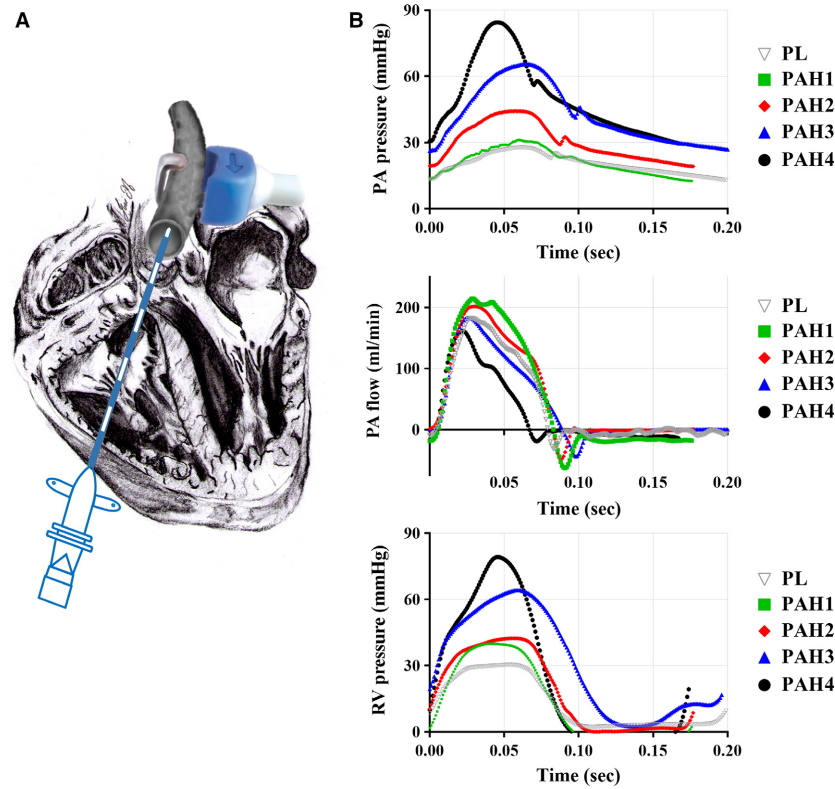 A
B
PA pressure (mmHg)
90
60
30
0
0.00 0.05 0.10 0.15 0.20
Time (sec)
PL
PAH1
PAH2
PAH3
PAH4
PA flow (ml/min)
200
100
0
0.05 0.10 0.15 0.20
Time (sec)
PL
PAH1
PAH2
PAH3
PAH4
RV pressure (mmHg)
90
60
30
0
0.00 0.05 0.10 0.15 0.20
Time (sec)
PL
PAH1
PAH2
PAH3
PAH4